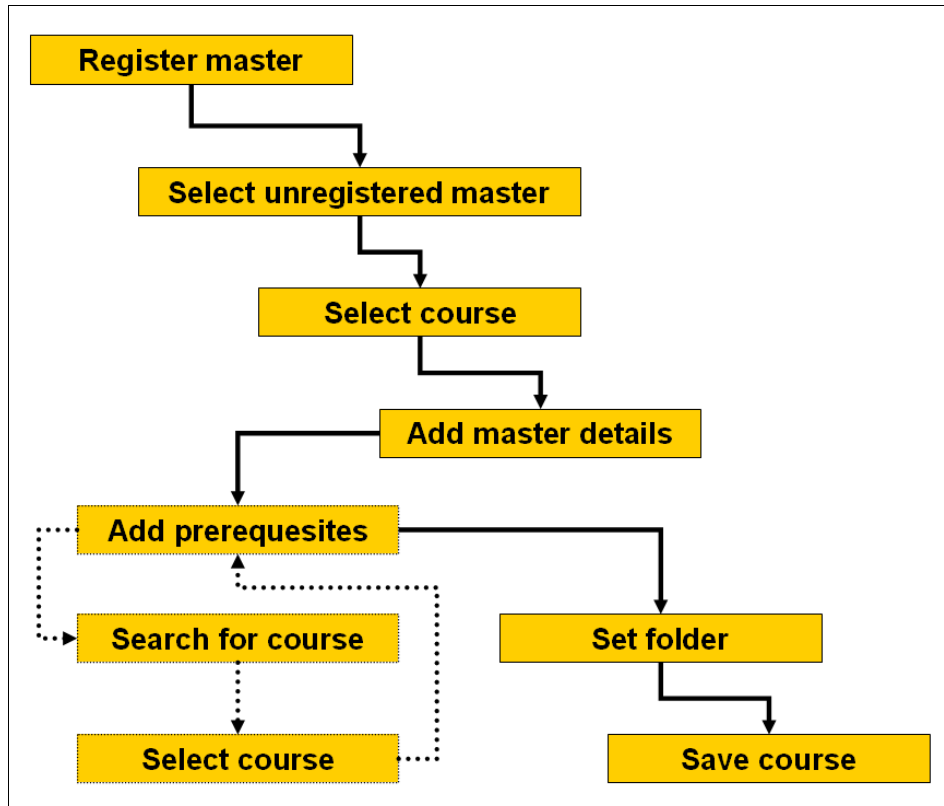 Register master
Select unregistered master
Select course
Add master details
Add prerequesites
Search for course
Set folder
Select course
Save course